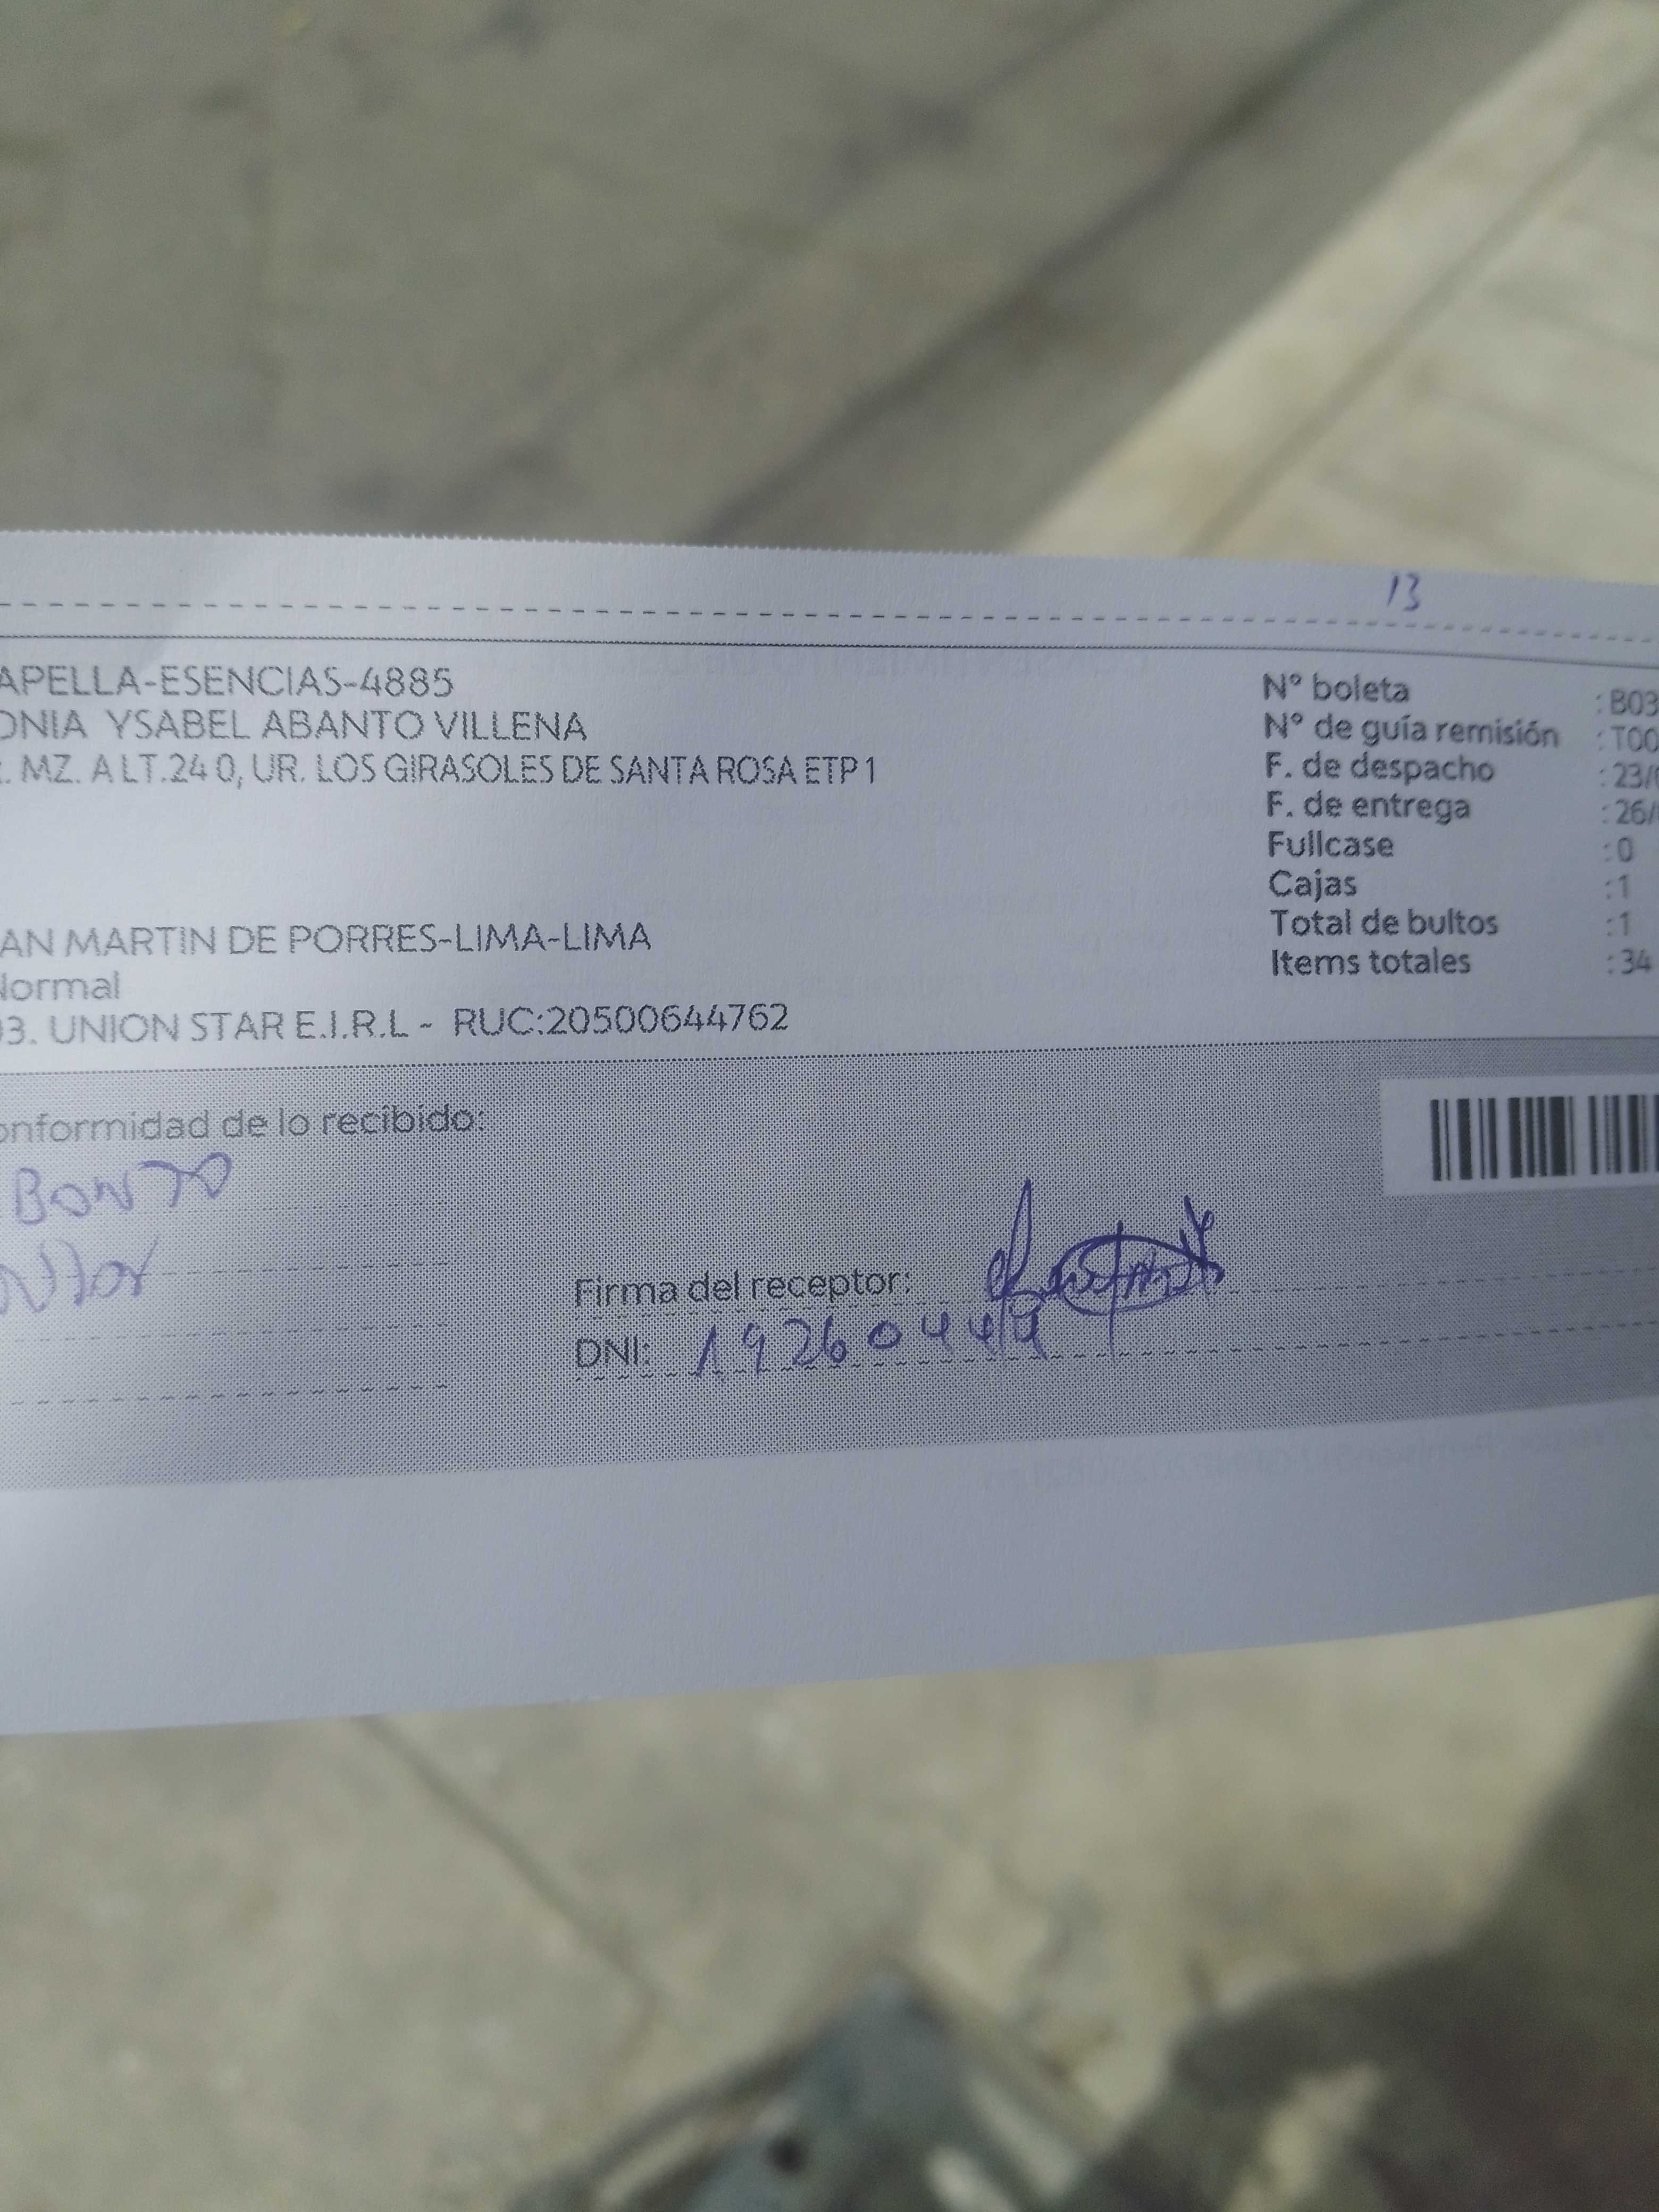 13
APELLA-ESENCIAS-4885
ONIA YSABEL ABANTO VILLENA
. MZ. A LT.24 0, UR. LOS GIRASOLES DE SANTA ROSA ETP 1
AN MARTIN DE PORRES-LIMA-LIMA
Normal
03. UNION STAR E.I.R.L - RUC:20500644762
N° boleta : B03
N° de guía remisión : T00
F. de despacho : 23/
F. de entrega : 26/
Fullcase : 0
Cajas : 1
Total de bultos : 1
Items totales : 34
onformidad de lo recibido:
BONTO
Firma del receptor:
DNI: 19260444